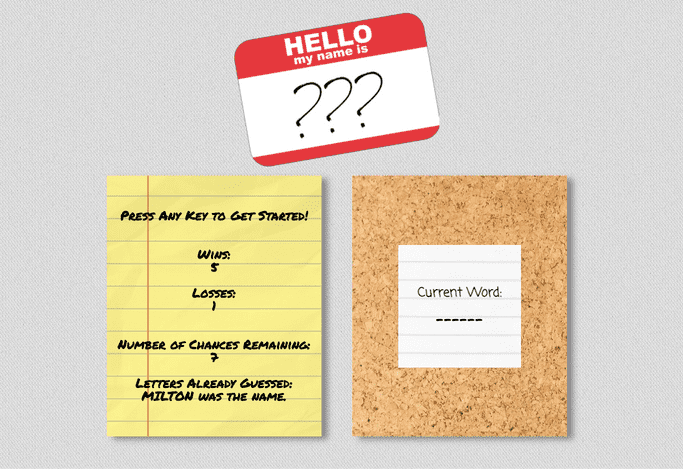 HELLO
my name is
???
Press Any Key to Get Started!
Wins:
5
Losses:
1
Number of Chances Remaining:
7
Letters Already Guessed:
MILTON was the name.
Current Word:
------